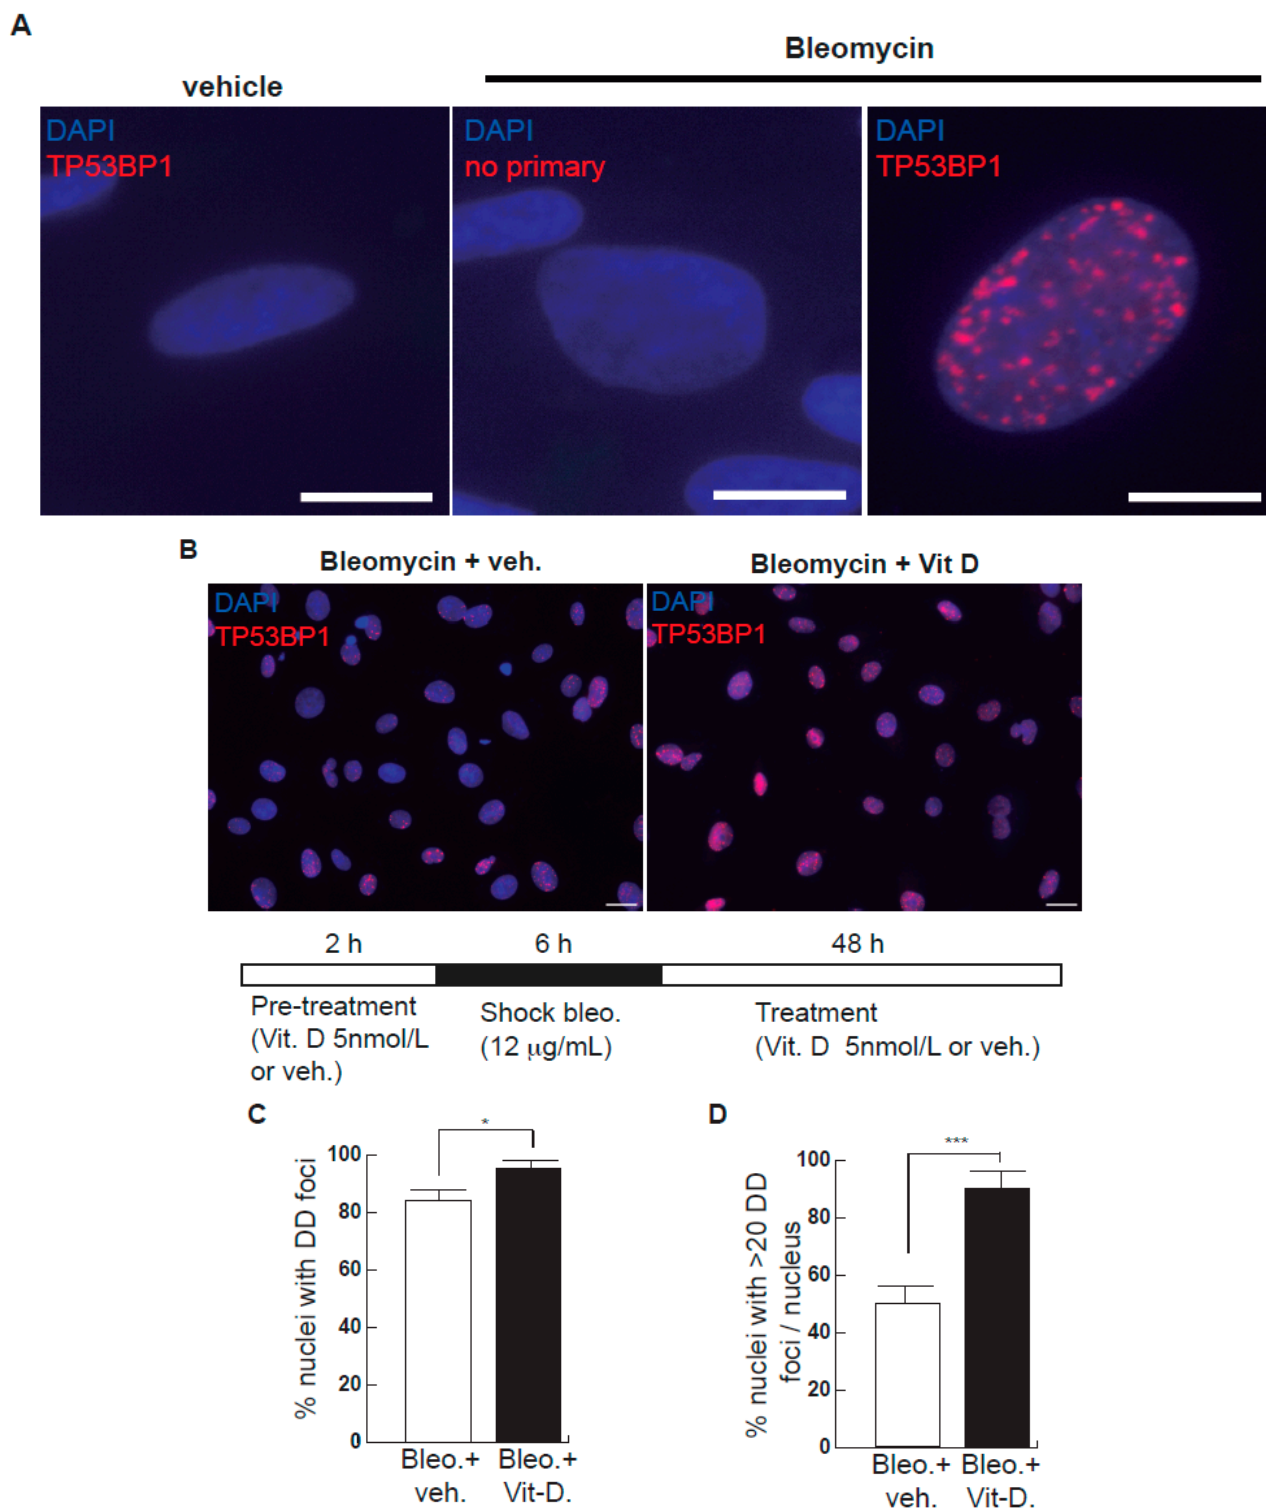 A
Bleomycin
vehicle
DAPI
TP53BP1
DAPI
no primary
DAPI
TP53BP1
B
Bleomycin + veh.
Bleomycin + Vit D
DAPI
TP53BP1
DAPI
TP53BP1
2 h
6 h
48 h
Pre-treatment
(Vit. D 5nmol/L
or veh.)
Shock bleo.
(12 μg/mL)
Treatment
(Vit. D  5nmol/L or veh.)
C
% nuclei with DD foci
100
80
60
40
20
0
*
Bleo.+
veh.
Bleo.+
Vit-D.
D
% nuclei with >20 DD
foci / nucleus
100
80
60
40
20
0
***
Bleo.+
veh.
Bleo.+
Vit-D.